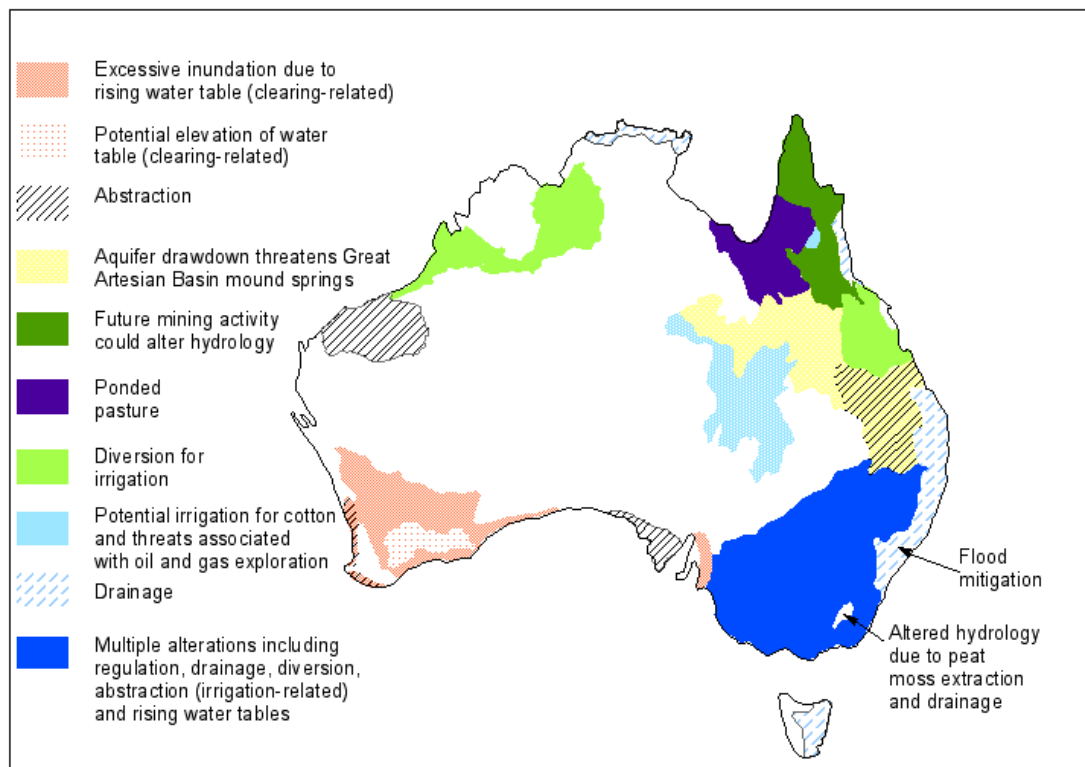 Excessive inundation due to
rising water table (clearing-related)
Potential elevation of water
table (clearing-related)
Abstraction
Aquifer drawdown threatens Great
Artesian Basin mound springs
Future mining activity
could alter hydrology
Ponded
pasture
Diversion for
irrigation
Potential irrigation for cotton
and threats associated
with oil and gas exploration
Drainage
Multiple alterations including
regulation, drainage, diversion,
abstraction (irrigation-related)
and rising water tables
Flood
mitigation
Altered hydrology
due to peat
moss extraction
and drainage